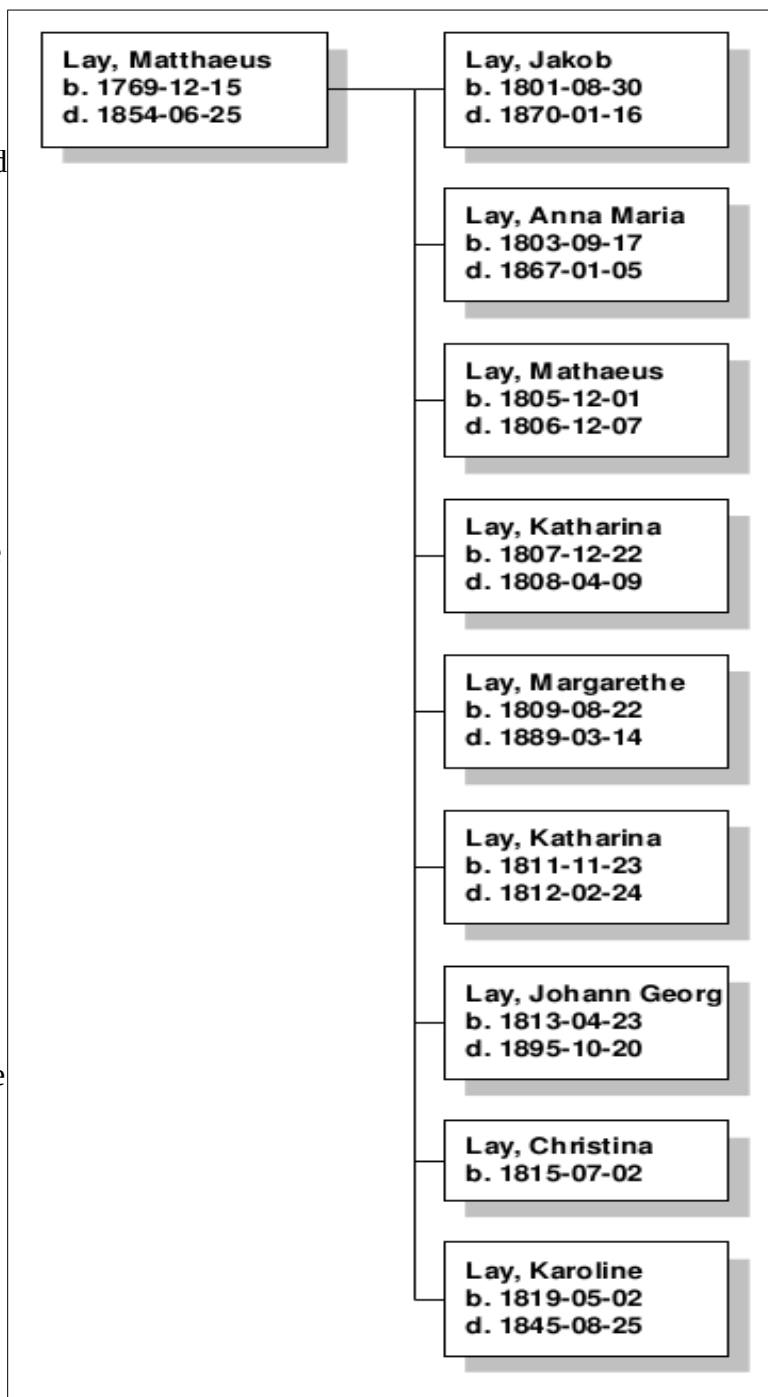 Lay, Matthaeus
b. 1769-12-15
d. 1854-06-25
Lay, Jakob
b. 1801-08-30
d. 1870-01-16
Lay, Anna Maria
b. 1803-09-17
d. 1867-01-05
Lay, Mathaeus
b. 1805-12-01
d. 1806-12-07
Lay, Katharina
b. 1807-12-22
d. 1808-04-09
Lay, Margarethe
b. 1809-08-22
d. 1889-03-14
Lay, Katharina
b. 1811-11-23
d. 1812-02-24
Lay, Johann Georg
b. 1813-04-23
d. 1895-10-20
Lay, Christina
b. 1815-07-02
Lay, Karoline
b. 1819-05-02
d. 1845-08-25